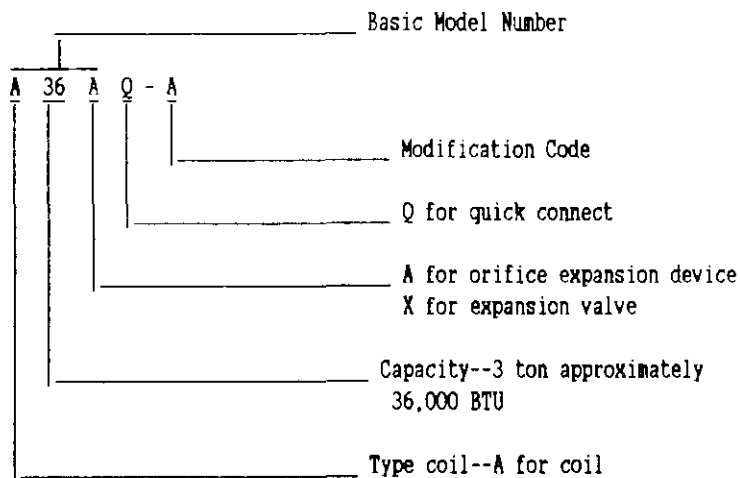 Basic Model Number
A 36 A Q - A
Modification Code
Q for quick connect
A for orifice expansion device
X for expansion valve
Capacity--3 ton approximately
36,000 BTU
Type coil--A for coil